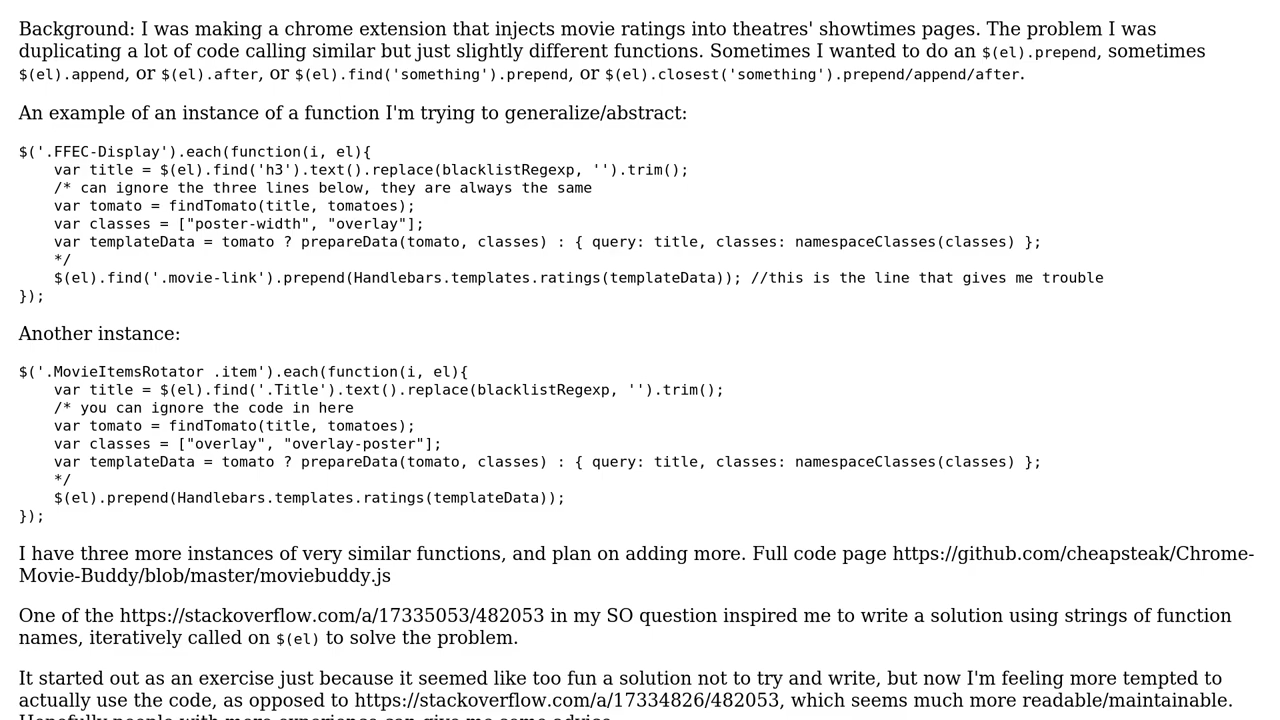 Background: I was making a chrome extension that injects movie ratings into theatres' showtimes pages. The problem I was
duplicating a lot of code calling similar but just slightly different functions. Sometimes I wanted to do an $(el).prepend, sometimes
$(el).append, or $(el).after, or $(el).find('something').prepend, or $(el).closest('something').prepend/append/after.
An example of an instance of a function I'm trying to generalize/abstract:
$('.FFEC-Display').each(function(i, el){
    var title = $(el).find('h3').text().replace(blacklistRegexp, '').trim();
    /* can ignore the three lines below, they are always the same
    var tomato = findTomato(title, tomatoes);
    var classes = ["poster-width", "overlay"];
    var templateData = tomato ? prepareData(tomato, classes) : { query: title, classes: namespaceClasses(classes) };
    */
    $(el).find('.movie-link').prepend(Handlebars.templates.ratings(templateData)); //this is the line that gives me trouble
});
Another instance:
$('.MovieItemsRotator .item').each(function(i, el){
    var title = $(el).find('.Title').text().replace(blacklistRegexp, '').trim();
    /* you can ignore the code in here
    var tomato = findTomato(title, tomatoes);
    var classes = ["overlay", "overlay-poster"];
    var templateData = tomato ? prepareData(tomato, classes) : { query: title, classes: namespaceClasses(classes) };
    */
    $(el).prepend(Handlebars.templates.ratings(templateData));
});
I have three more instances of very similar functions, and plan on adding more. Full code page https://github.com/cheapsteak/Chrome-
Movie-Buddy/blob/master/moviebuddy.js
One of the https://stackoverflow.com/a/17335053/482053 in my SO question inspired me to write a solution using strings of function
names, iteratively called on $(el) to solve the problem.
It started out as an exercise just because it seemed like too fun a solution not to try and write, but now I'm feeling more tempted to
actually use the code, as opposed to https://stackoverflow.com/a/17334826/482053, which seems much more readable/maintainable.
Hopefully people with more experience can give me some advice